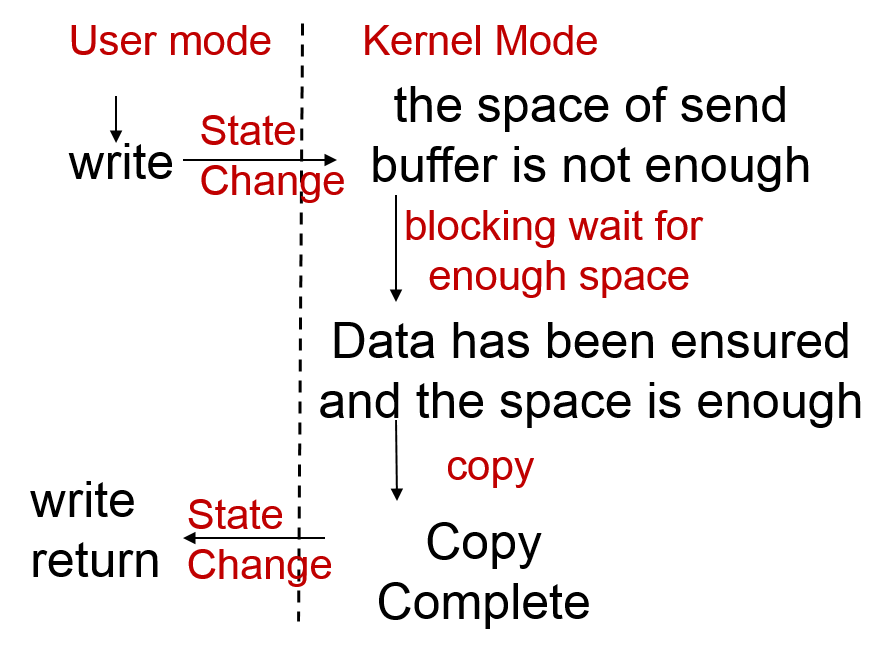 User mode
Kernel Mode
the space of send
buffer is not enough
State
Change
write
blocking wait for
enough space
Data has been ensured
and the space is enough
copy
write
return
State
Change
Copy
Complete